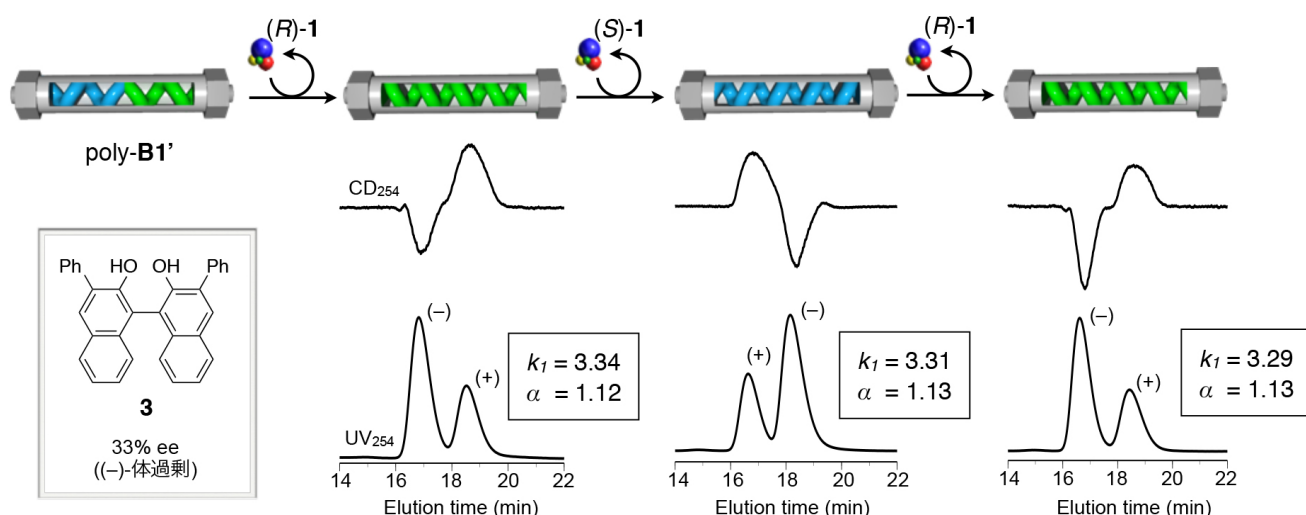 (R)-1
(S)-1
(R)-1
poly-B1’
CD254
Ph HO OH Ph
3
33% ee
((–)-体過剰)
UV254
(–)
(+)
k1 = 3.34
α = 1.12
14 16 18 20 22
Elution time (min)
(+)
(–)
k1 = 3.31
α = 1.13
14 16 18 20 22
Elution time (min)
(–)
(+)
k1 = 3.29
α = 1.13
14 16 18 20 22
Elution time (min)